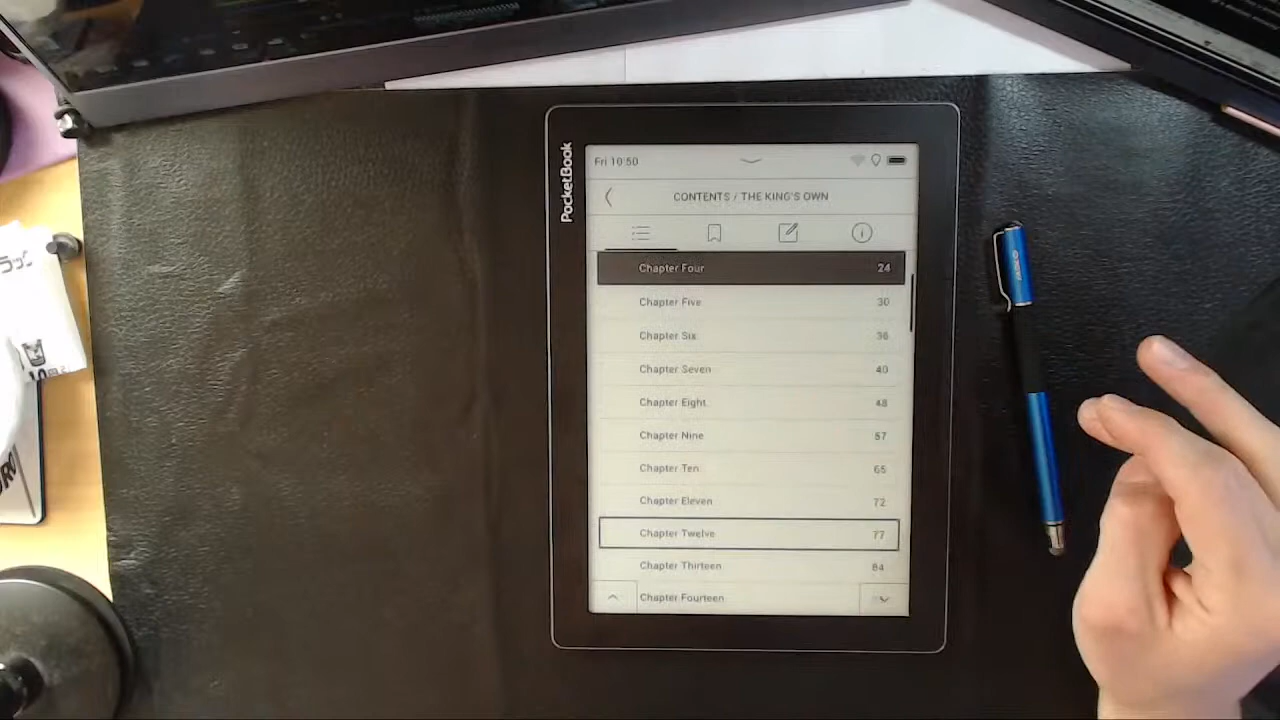 PocketBook
Fri 10:50
CONTENTS / THE KING'S OWN
Chapter Four 24
Chapter Five 30
Chapter Six 36
Chapter Seven 40
Chapter Eight 48
Chapter Nine 57
Chapter Ten 65
Chapter Eleven 72
Chapter Twelve 77
Chapter Thirteen 84
Chapter Fourteen